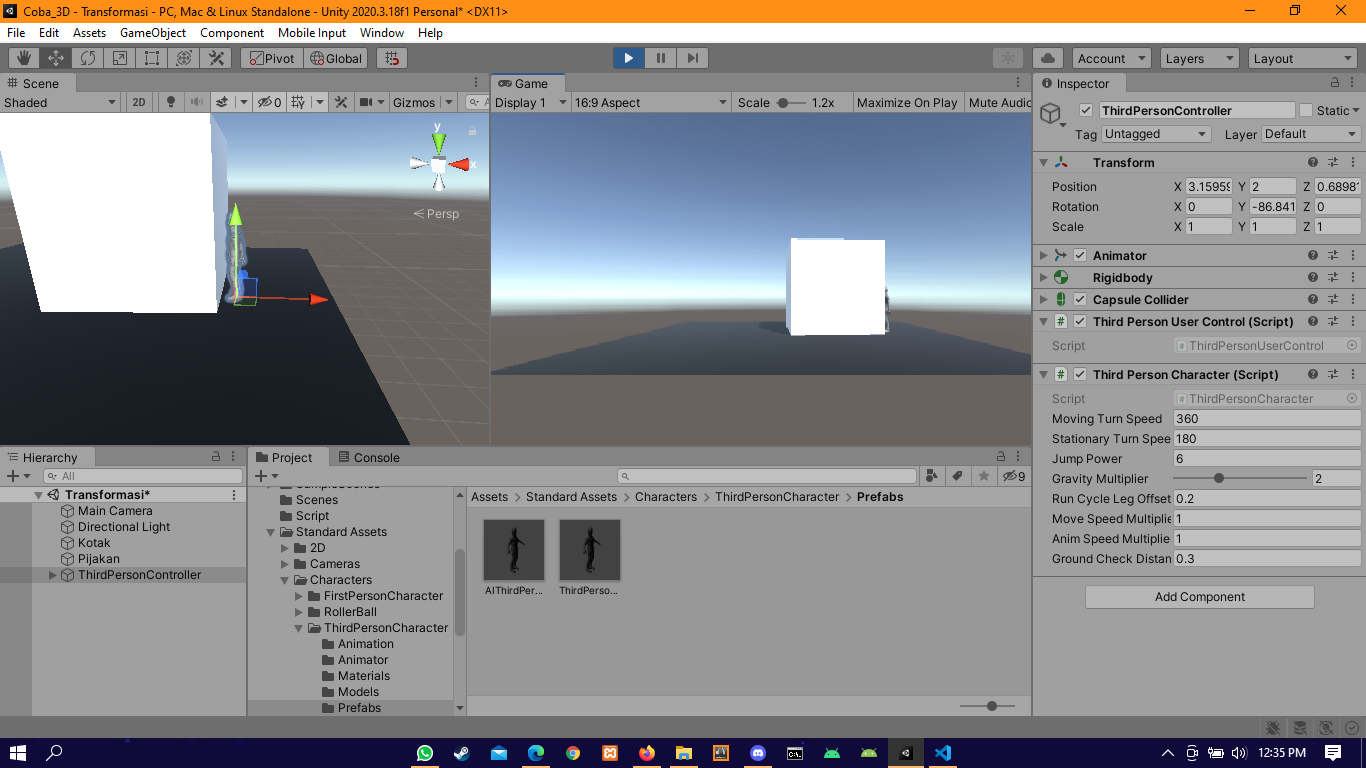 Coba_3D - Transformasi - PC, Mac & Linux Standalone - Unity 2020.3.18f1 Personal* <DX11>
File Edit Assets GameObject Component Mobile Input Window Help
Pivot Global Account Layers Layout
Scene
Shaded 2D 0 Gizmos
y
x
Persp
Game
Display 1 16:9 Aspect Scale 1.2x Maximize On Play Mute Audio
Inspector
ThirdPersonController Static
Tag Untagged Layer Default
Transform
Position X 3.15959 Y 2 Z 0.6898
Rotation X 0 Y -86.841 Z 0
Scale X 1 Y 1 Z 1
Animator
Rigidbody
Capsule Collider
# Third Person User Control (Script)
Script ThirdPersonUserControl
# Third Person Character (Script)
Script ThirdPersonCharacter
Moving Turn Speed 360
Stationary Turn Spee 180
Jump Power 6
Gravity Multiplier 2
Run Cycle Leg Offset 0.2
Move Speed Multiplie 1
Anim Speed Multiplie 1
Ground Check Distan 0.3
Add Component
Hierarchy
All
Transformasi*
Main Camera
Directional Light
Kotak
Pijakan
ThirdPersonController
Project Console
9
SampleScenes
Scenes
Script
Standard Assets
2D
Cameras
Characters
FirstPersonCharacter
RollerBall
ThirdPersonCharacter
Animation
Animator
Materials
Models
Prefabs
Assets > Standard Assets > Characters > ThirdPersonCharacter > Prefabs
AIThirdPer... ThirdPerso...
12:35 PM